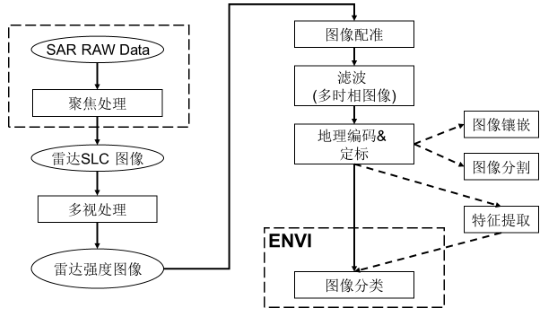 SAR RAW Data
聚焦处理
雷达SLC 图像
多视处理
雷达强度图像
图像配准
滤波
(多时相图像)
地理编码&
定标
图像镶嵌
图像分割
特征提取
ENVI
图像分类